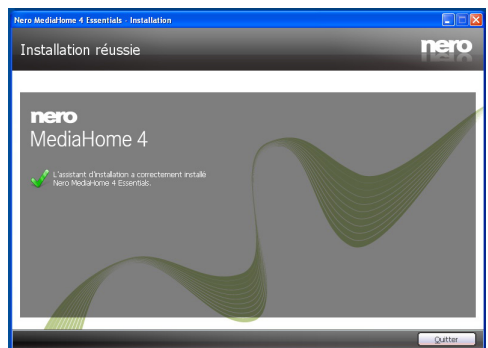 Nero MediaHome 4 Essentials - Installation
Installation réussie
nero
nero
MediaHome 4
L'assistant d'installation a correctement installé
Nero MediaHome 4 Essentials.
Quitter